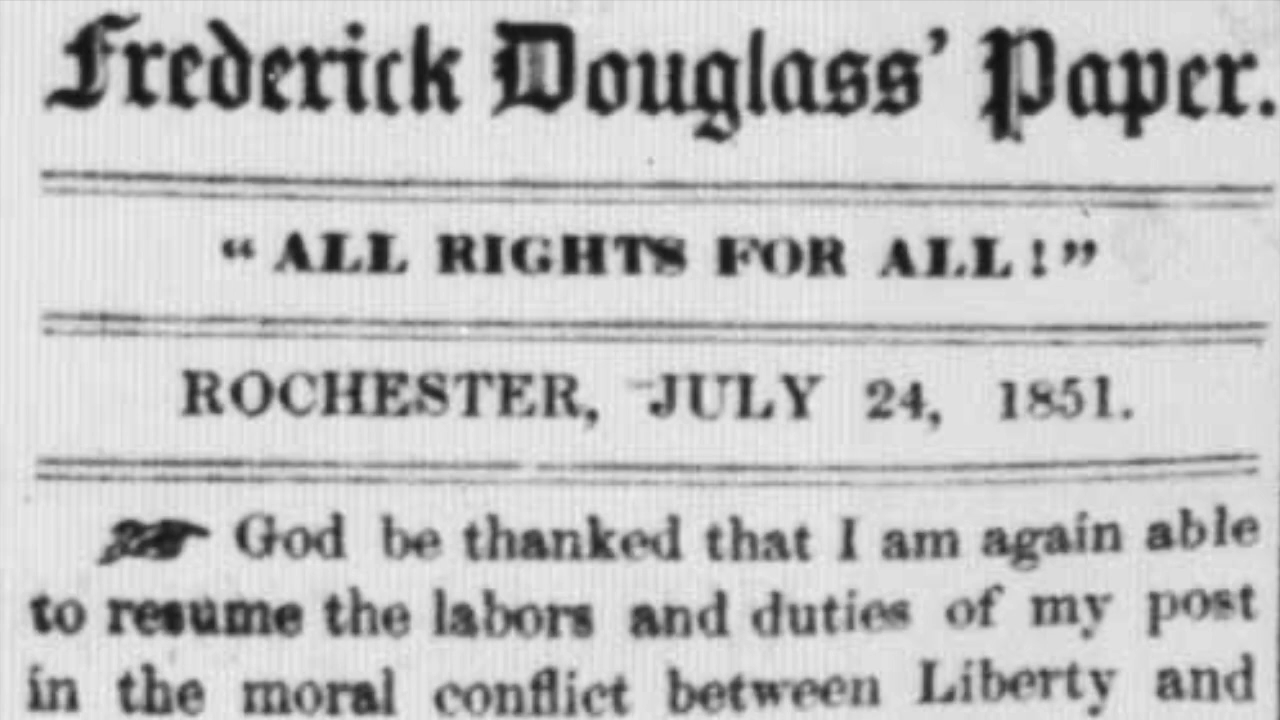 Frederick Douglass' Paper.
“ALL RIGHTS FOR ALL!”
ROCHESTER, JULY 24, 1851.
☞ God be thanked that I am again able
to resume the labors and duties of my post
in the moral conflict between Liberty and